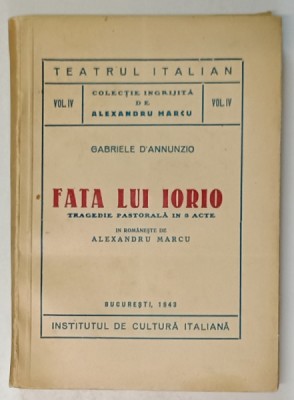 TEATRUL ITALIAN
VOL. IV
COLECȚIE INGRIJITĂ
DE
ALEXANDRU MARCU
VOL. IV
GABRIELE D'ANNUNZIO
FATA LUI IORIO
TRAGEDIE PASTORALĂ IN 3 ACTE
IN ROMÂNEȘTE DE
ALEXANDRU MARCU
BUCUREȘTI, 1943
INSTITUTUL DE CULTURĂ ITALIANĂ